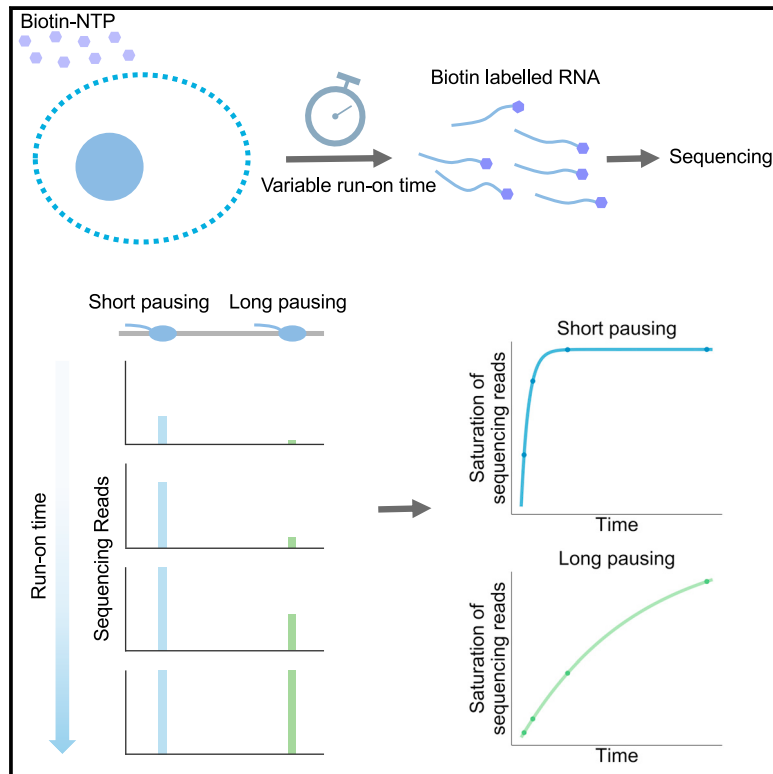 Biotin-NTP
Biotin labelled RNA
Variable run-on time
Sequencing
Short pausing
Long pausing
Run-on time
Sequencing Reads
Short pausing
Saturation of
sequencing reads
Time
Long pausing
Saturation of
sequencing reads
Time